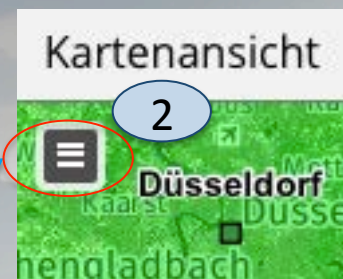 Kartenansicht
2
Düsseldorf
Kaarst
Düsse
hengladbach